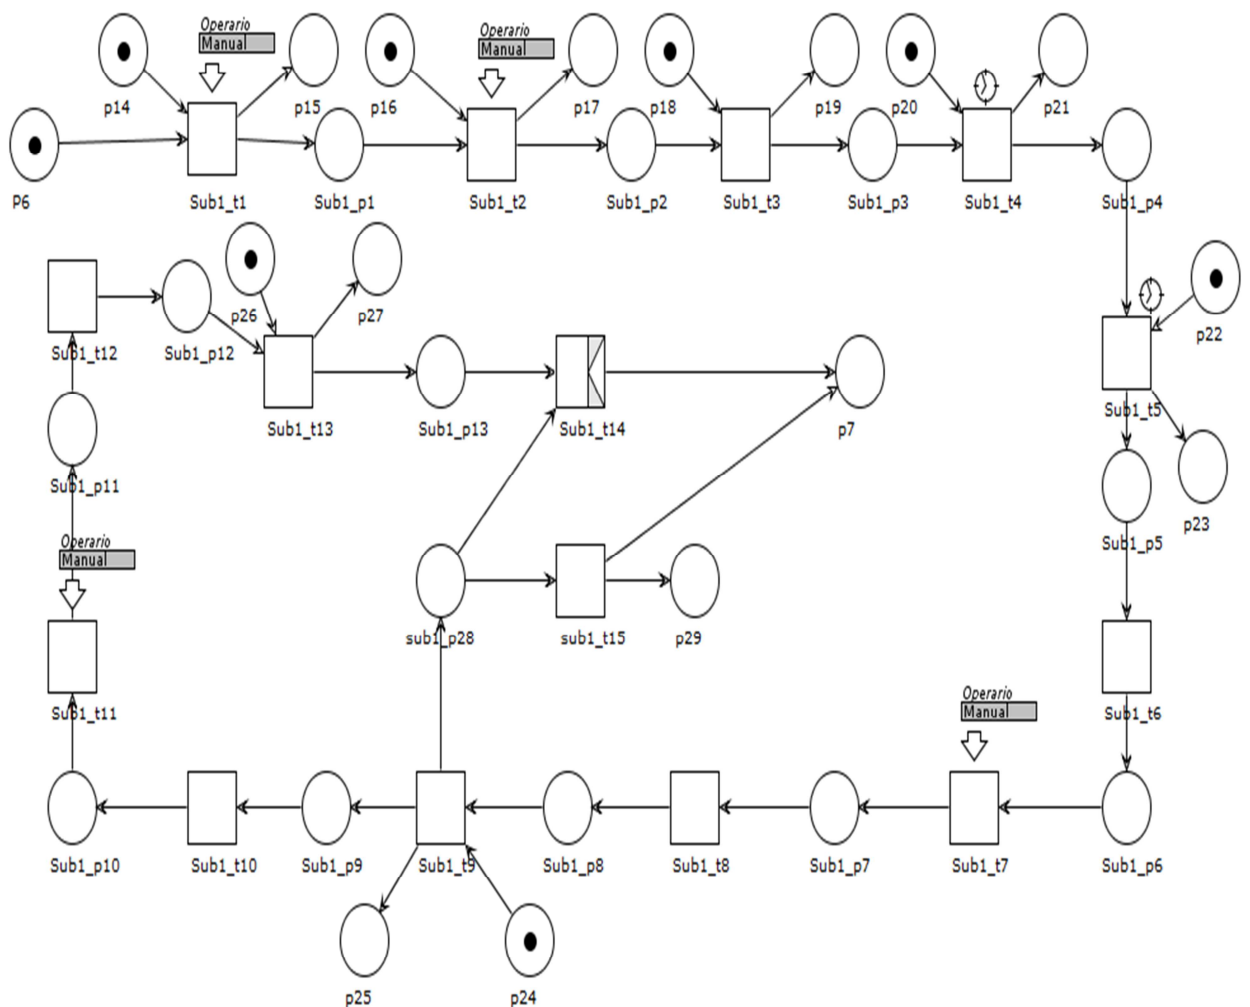 Operario
Manual
Operario
Manual
p14
p15
p16
p17
p18
p19
p20
p21
P6
Sub1_t1
Sub1_p1
Sub1_t2
Sub1_p2
Sub1_t3
Sub1_p3
Sub1_t4
Sub1_p4
p26
p27
p22
Sub1_t12
Sub1_p12
Sub1_t13
Sub1_p13
Sub1_t14
p7
Sub1_t5
Sub1_p11
p23
Operario
Manual
Sub1_p5
sub1_p28
sub1_t15
p29
Operario
Manual
Sub1_t11
Sub1_t6
Sub1_p10
Sub1_t10
Sub1_p9
Sub1_t9
Sub1_p8
Sub1_t8
Sub1_p7
Sub1_t7
Sub1_p6
p25
p24